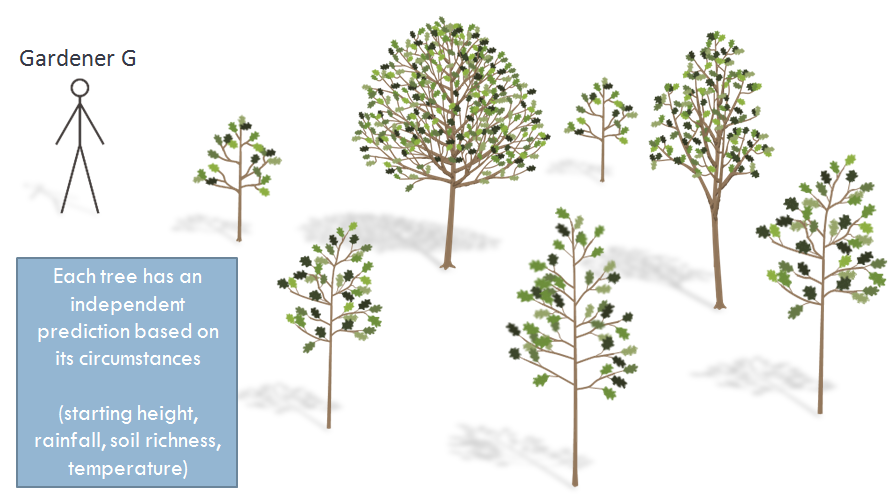 Gardener G
Each tree has an
independent
prediction based on
its circumstances
(starting height,
rainfall, soil richness,
temperature)